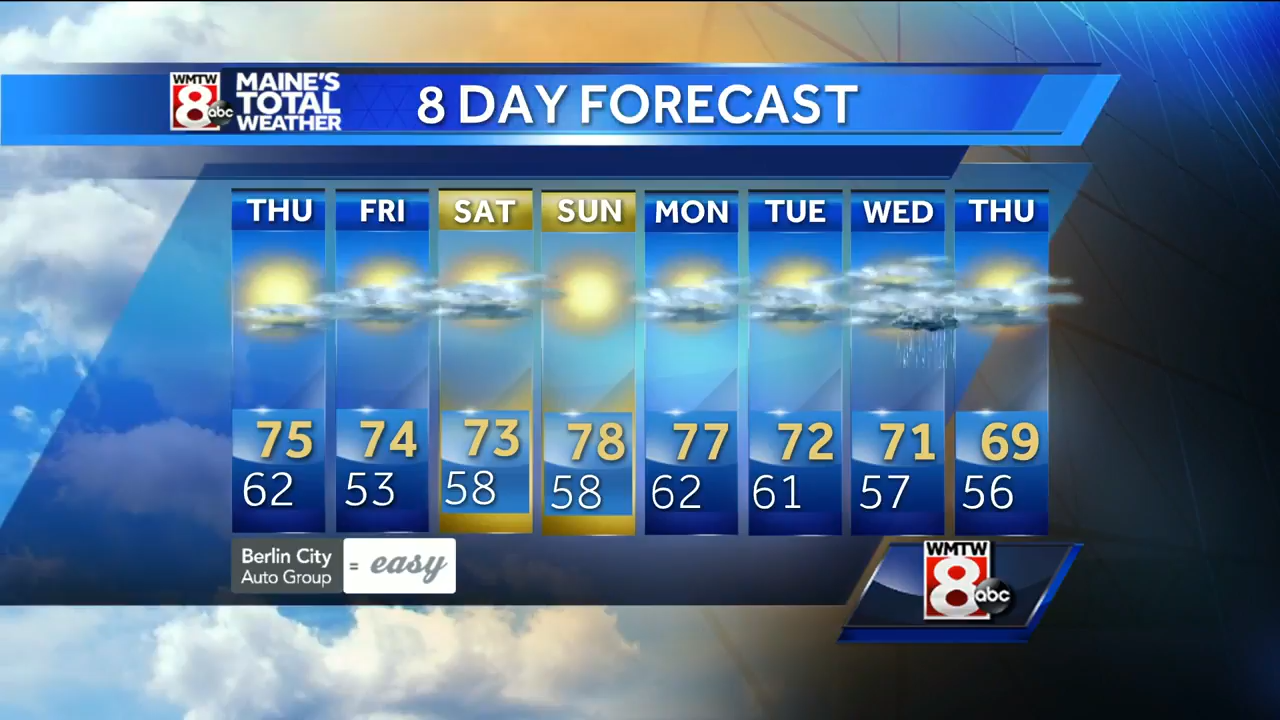 WMTW
8 abc
MAINE'S
TOTAL
WEATHER
8 DAY FORECAST
THU FRI SAT SUN MON TUE WED THU
75 74 73 78 77 72 71 69
62 53 58 58 62 61 57 56
Berlin City
Auto Group
= easy
WMTW
8 abc